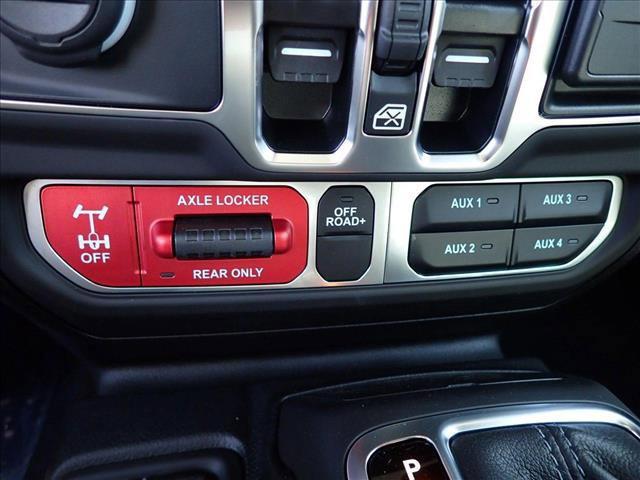 AXLE LOCKER
OFF
REAR ONLY
OFF
ROAD+
AUX 1
AUX 3
AUX 2
AUX 4
P